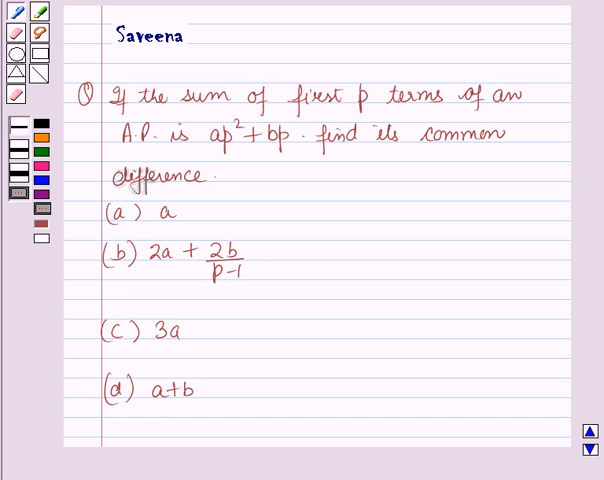 Saveena
Q If the sum of first p terms of an
A.P. is ap² + bp. find its common
difference.
(a) a
(b) 2a + 2b/p-1
(c) 3a
(d) a+b